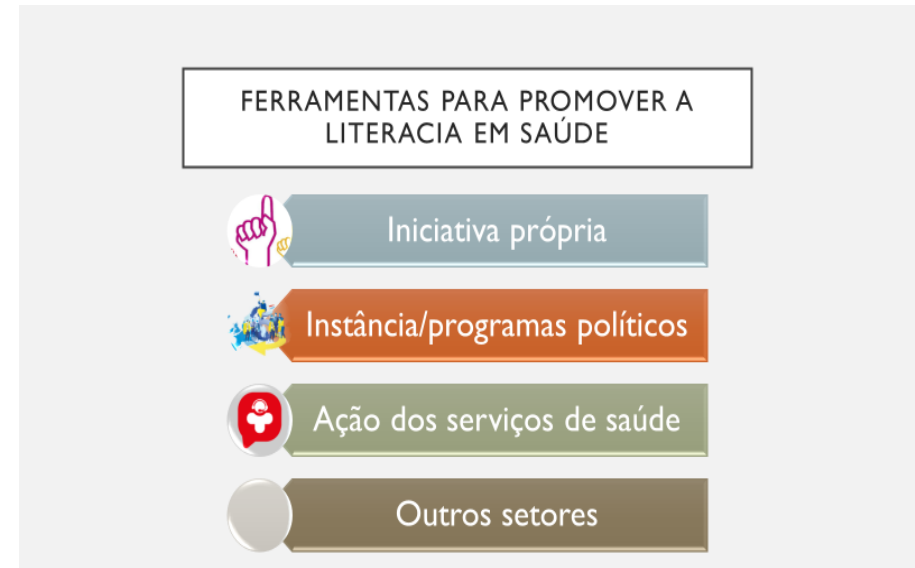 FERRAMENTAS PARA PROMOVER A
LITERACIA EM SAÚDE
Iniciativa própria
Instância/programas políticos
Ação dos serviços de saúde
Outros setores